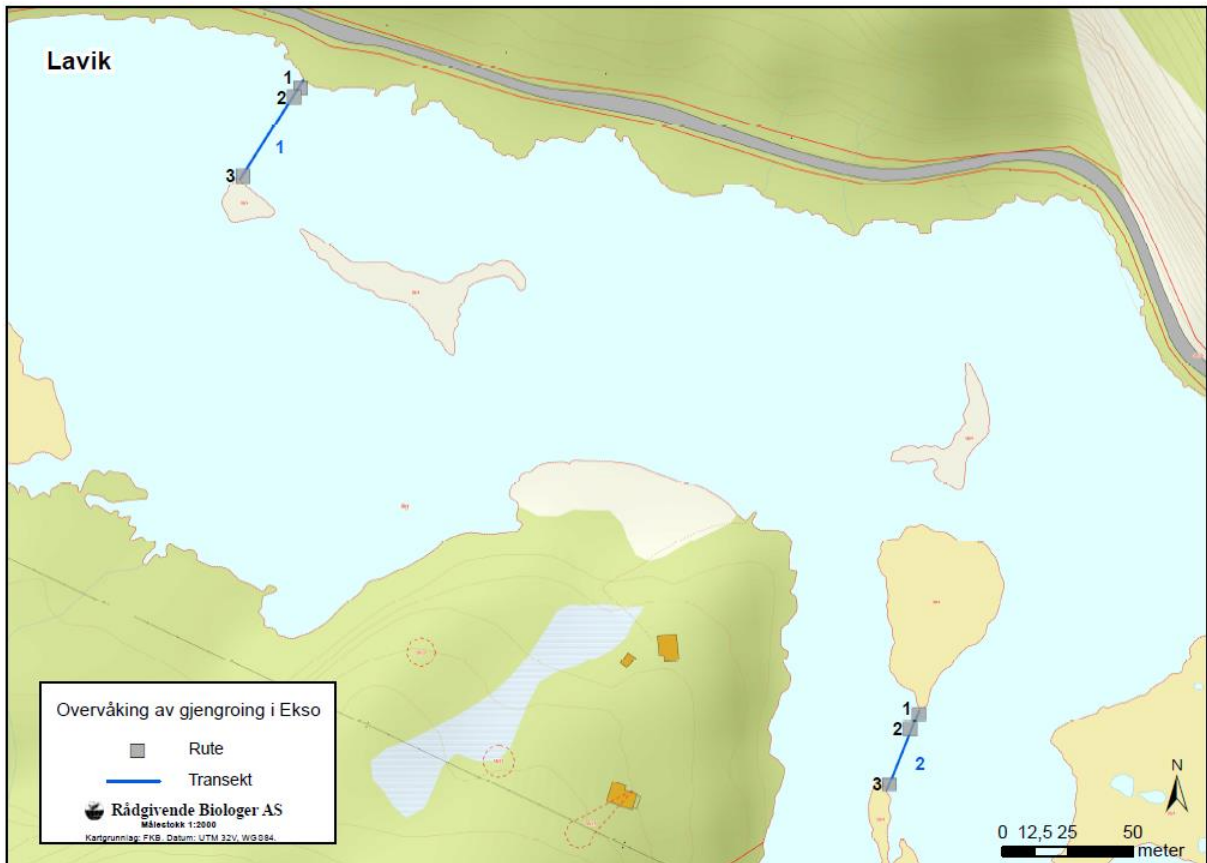 Lavik
1
2
1
3
1
2
2
3
Overvåking av gjengroing i Ekso
Rute
Transekt
Rådgivende Biologer AS
Målestokk 1:2000
Kartgrunnlag: FKB. Datum: UTM 32V, WGS84.
N
0 12,5 25 50
meter